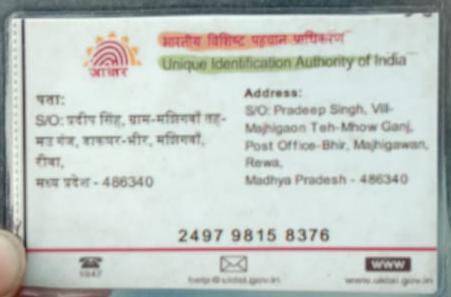 भारतीय विशिष्ट पहचान प्राधिकरण
Unique Identification Authority of India
आधार
पता:
S/O: प्रदीप सिंह, ग्राम-मझिगवाँ तह-
मउ गंज, डाकघर-भीर, मझिगवाँ,
रीवा,
मध्य प्रदेश - 486340
Address:
S/O: Pradeep Singh, Vill-
Majhigaon Teh-Mhow Ganj,
Post Office-Bhir, Majhigawan,
Rewa,
Madhya Pradesh - 486340
2497 9815 8376
1947
help@uidai.gov.in
www
www.uidai.gov.in